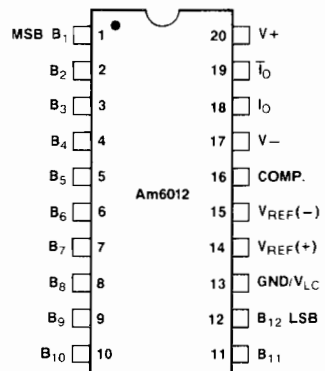 MSB B₁ 1 20 V+
B₂ 2 19 I̅O
B₃ 3 18 IO
B₄ 4 17 V−
B₅ 5 16 COMP.
Am6012
B₆ 6 15 VREF(−)
B₇ 7 14 VREF(+)
B₈ 8 13 GND/VLC
B₉ 9 12 B₁₂ LSB
B₁₀ 10 11 B₁₁